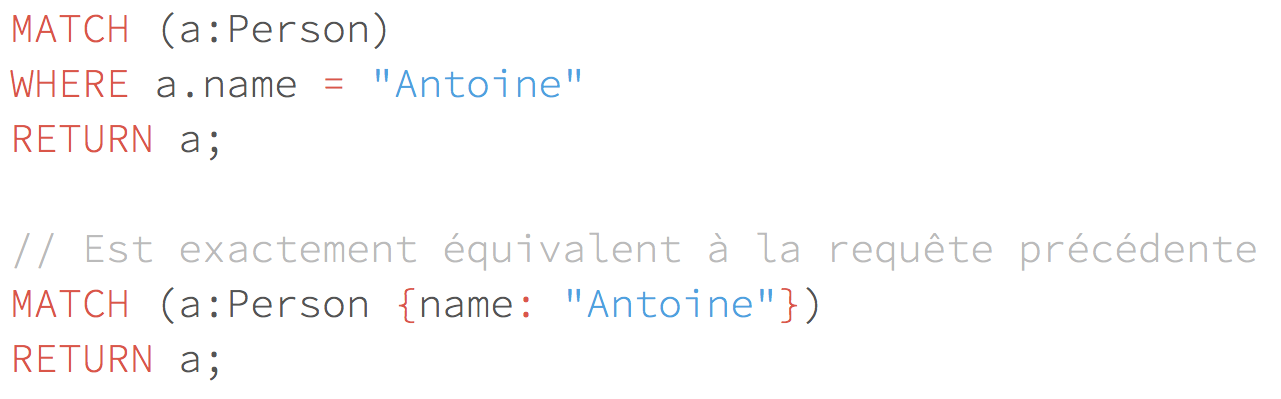 MATCH (a:Person)
WHERE a.name = "Antoine"
RETURN a;
// Est exactement équivalent à la requête précédente
MATCH (a:Person {name: "Antoine"})
RETURN a;